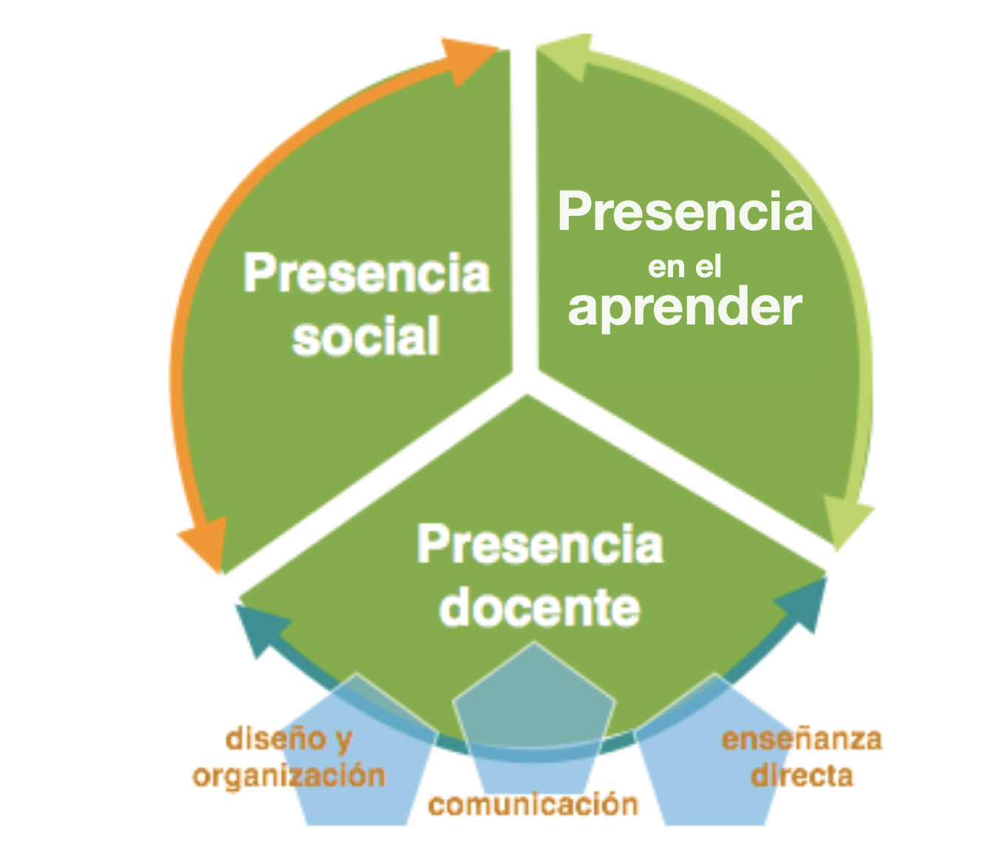 Presencia
social
Presencia
en el
aprender
Presencia
docente
diseño y
organización
comunicación
enseñanza
directa